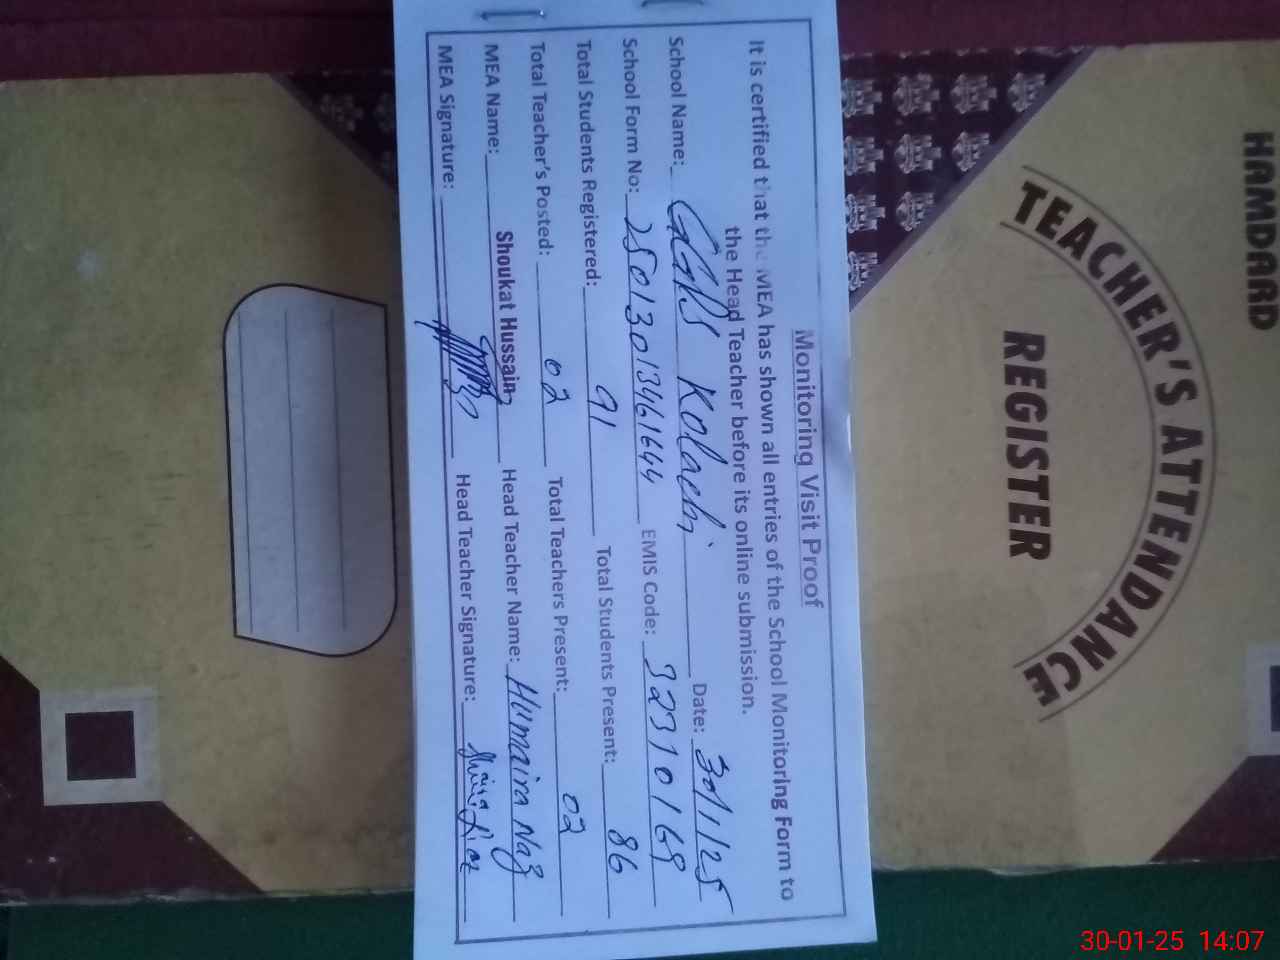 Monitoring Visit Proof
It is certified that the MEA has shown all entries of the School Monitoring Form to
the Head Teacher before its online submission.
School Name: GGPS Kolachi Date: 30/1/25
School Form No: 25013013461644 EMIS Code: 32310169
Total Students Registered: 91 Total Students Present: 86
Total Teacher's Posted: 02 Total Teachers Present: 02
MEA Name: Shoukat Hussain Head Teacher Name: Humaira Naz
MEA Signature: Head Teacher Signature:
HAMDARD
TEACHER'S ATTENDANCE
REGISTER
30-01-25 14:07